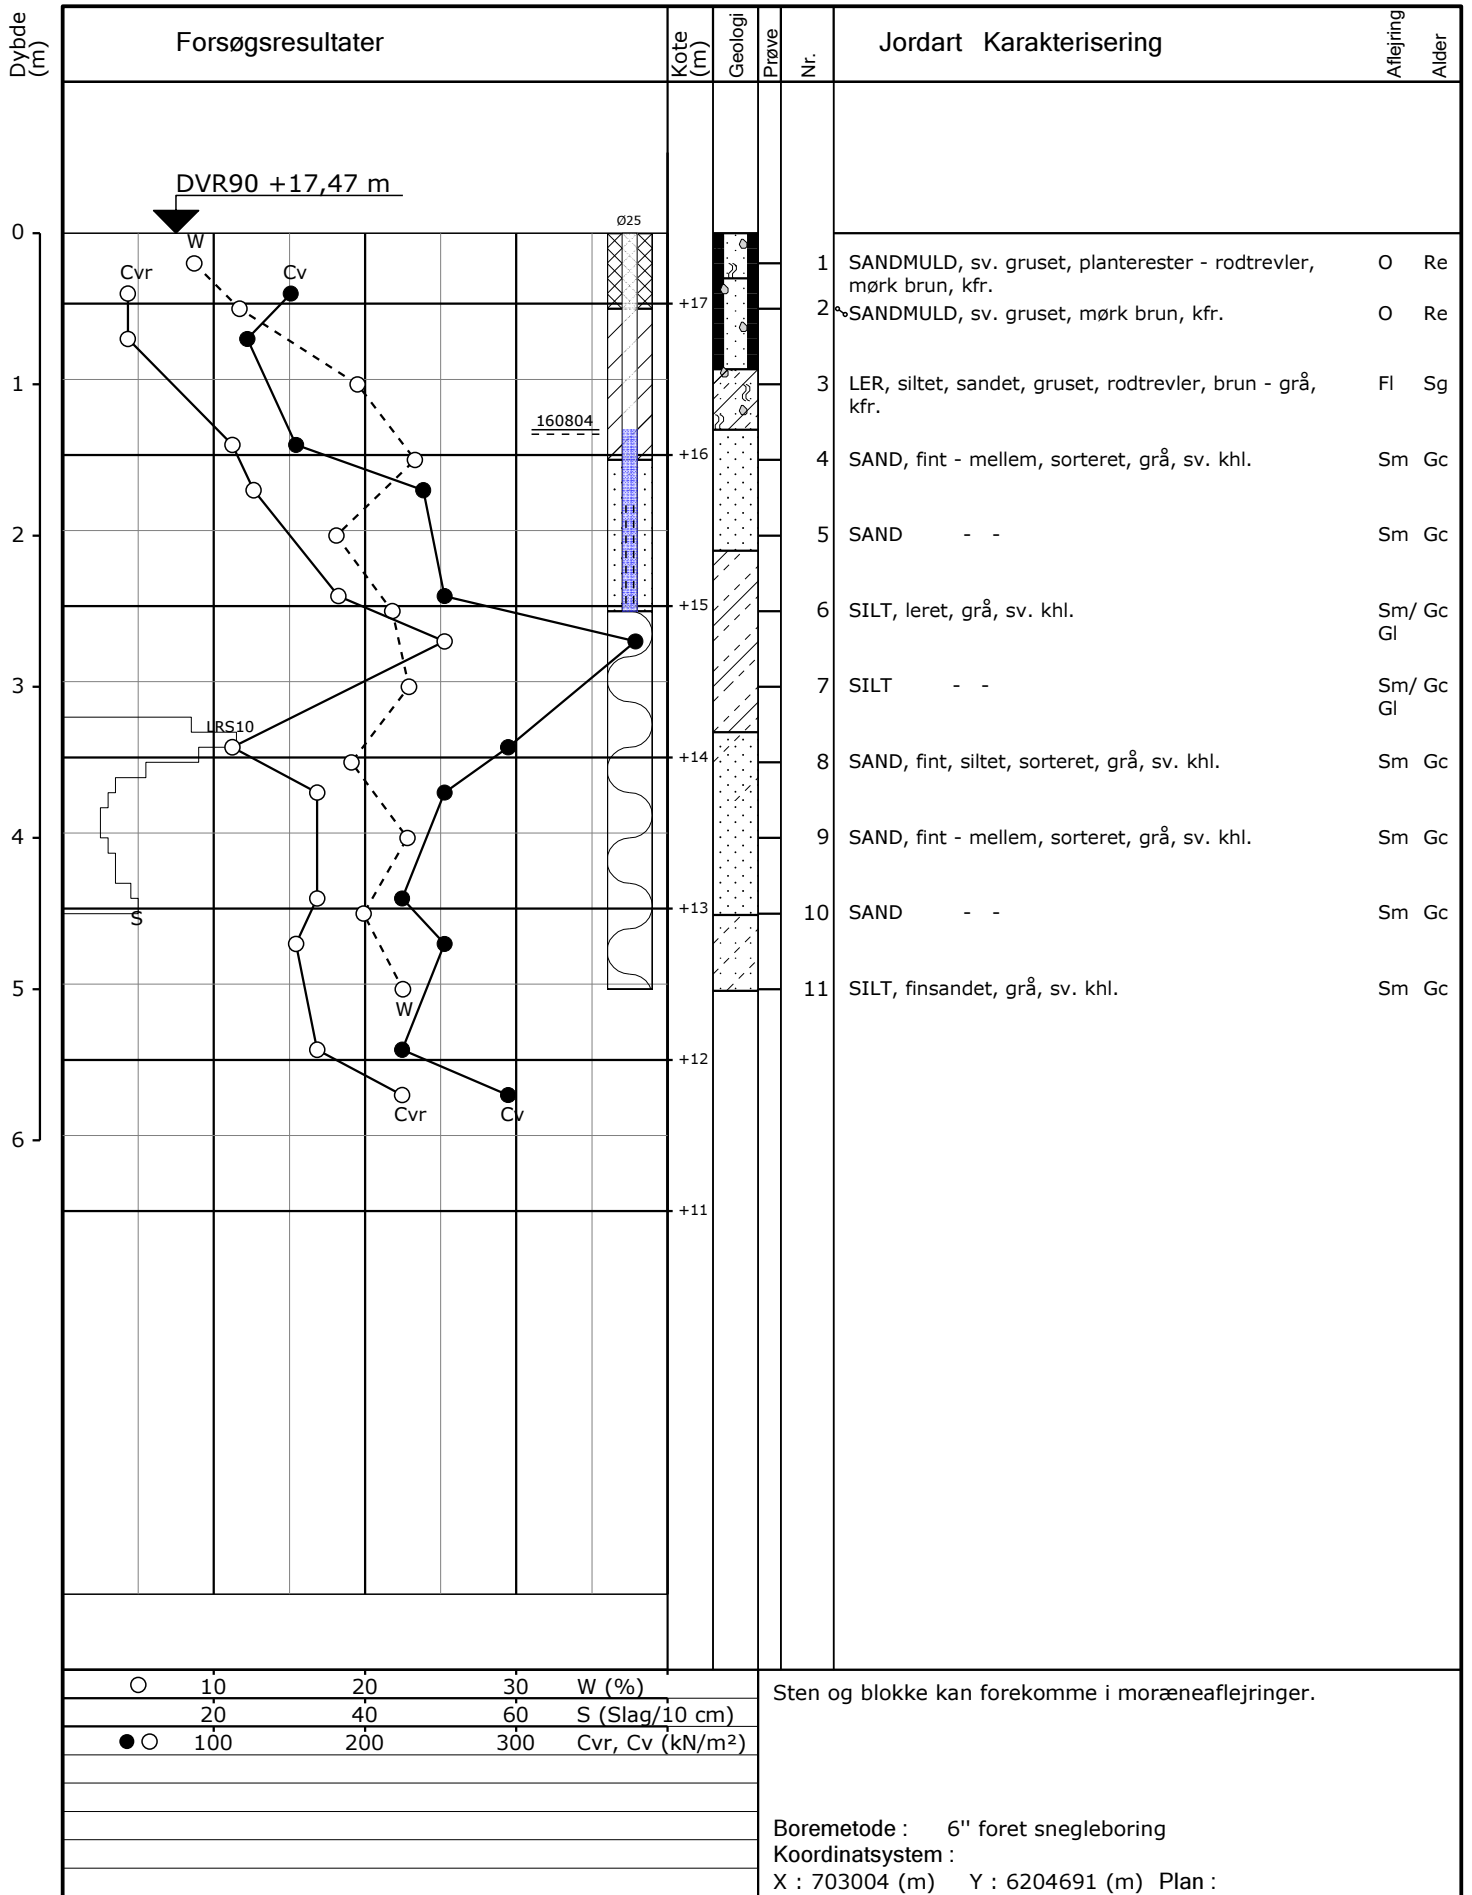 Dybde (m)
Forsøgsresultater
Kote (m)
Geologi
Prøve
Nr.
Jordart Karakterisering
Aflejring
Alder
DVR90 +17,47 m
Ø25
0
W
Cvr
Cv
1 SANDMULD, sv. gruset, planterester - rodtrevler, O Re
mørk brun, kfr.
+17
2 SANDMULD, sv. gruset, mørk brun, kfr. O Re
1
3 LER, siltet, sandet, gruset, rodtrevler, brun - grå, Fl Sg
kfr.
160804
+16
4 SAND, fint - mellem, sorteret, grå, sv. khl. Sm Gc
2
5 SAND - - Sm Gc
+15
6 SILT, leret, grå, sv. khl. Sm/ Gc
Gl
3
7 SILT - - Sm/ Gc
Gl
LRS10
+14
8 SAND, fint, siltet, sorteret, grå, sv. khl. Sm Gc
4
9 SAND, fint - mellem, sorteret, grå, sv. khl. Sm Gc
+13
S
10 SAND - - Sm Gc
5
11 SILT, finsandet, grå, sv. khl. Sm Gc
W
+12
Cvr
Cv
6
+11
10 20 30 W (%)
20 40 60 S (Slag/10 cm)
100 200 300 Cvr, Cv (kN/m²)
Sten og blokke kan forekomme i moræneaflejringer.
Boremetode : 6" foret snegleboring
Koordinatsystem :
X : 703004 (m) Y : 6204691 (m) Plan :